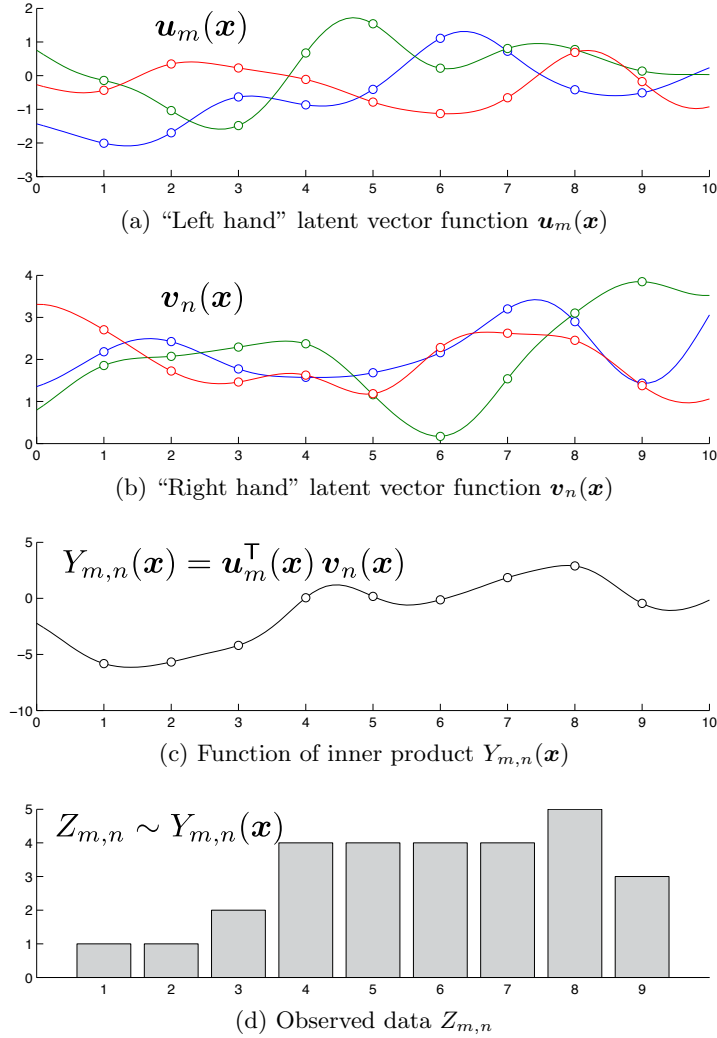 2
1
0
−1
−2
−3
u_m(x)
0 1 2 3 4 5 6 7 8 9 10
(a) “Left hand” latent vector function u_m(x)
4
3
2
1
0
v_n(x)
0 1 2 3 4 5 6 7 8 9 10
(b) “Right hand” latent vector function v_n(x)
5
0
−5
−10
Y_{m,n}(x) = u_m^T(x) v_n(x)
0 1 2 3 4 5 6 7 8 9 10
(c) Function of inner product Y_{m,n}(x)
5
4
3
2
1
0
Z_{m,n} ∼ Y_{m,n}(x)
1 2 3 4 5 6 7 8 9
(d) Observed data Z_{m,n}